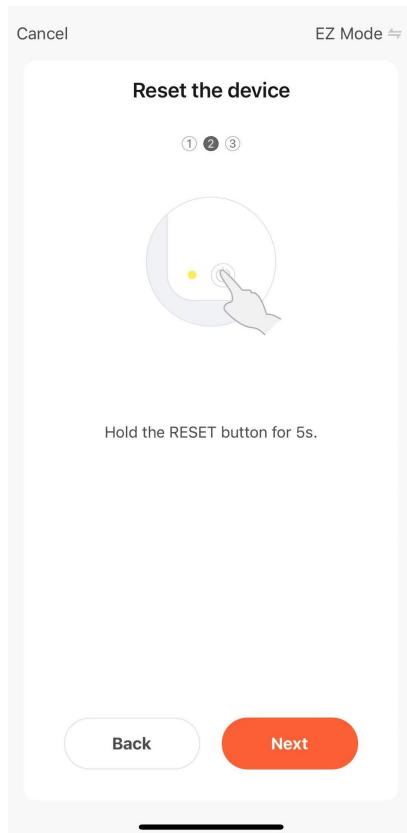 Cancel
EZ Mode
Reset the device
1 2 3
Hold the RESET button for 5s.
Back
Next